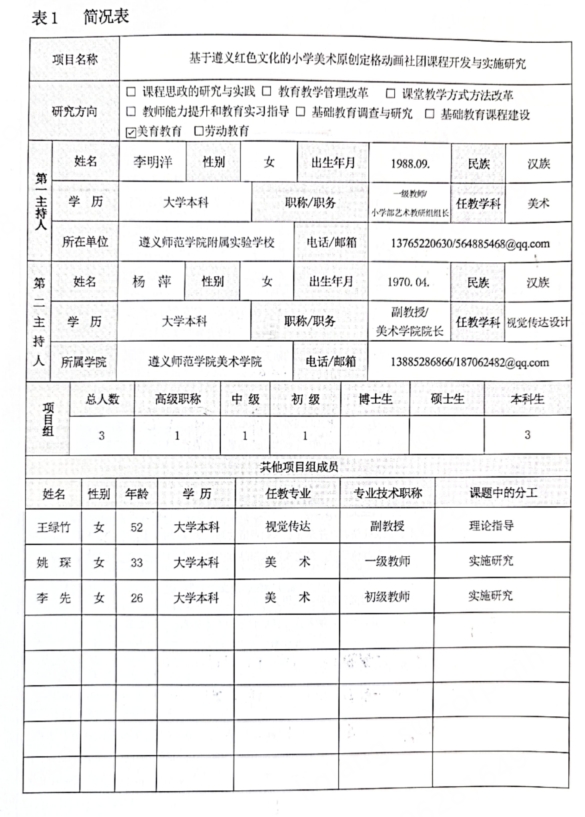 表1 简况表
项目名称 基于遵义红色文化的小学美术原创定格动画社团课程开发与实施研究
研究方向 □ 课程思政的研究与实践 □ 教育教学管理改革 □ 课堂教学方式方法改革
□ 教师能力提升和教育实习指导 □ 基础教育调查与研究 □ 基础教育课程建设
☑美育教育 □劳动教育
第一主持人
姓名 李明洋 性别 女 出生年月 1988.09. 民族 汉族
学 历 大学本科 职称/职务 一级教师/ 小学部艺术教研组组长 任教学科 美术
所在单位 遵义师范学院附属实验学校 电话/邮箱 13765220630/564885468@qq.com
第二主持人
姓名 杨 萍 性别 女 出生年月 1970.04. 民族 汉族
学 历 大学本科 职称/职务 副教授/ 美术学院院长 任教学科 视觉传达设计
所属学院 遵义师范学院美术学院 电话/邮箱 13885286866/187062482@qq.com
项目组
总人数 高级职称 中 级 初 级 博士生 硕士生 本科生
3 1 1 1 3
其他项目组成员
姓名 性别 年龄 学 历 任教专业 专业技术职称 课题中的分工
王绿竹 女 52 大学本科 视觉传达 副教授 理论指导
姚 琛 女 33 大学本科 美 术 一级教师 实施研究
李 先 女 26 大学本科 美 术 初级教师 实施研究